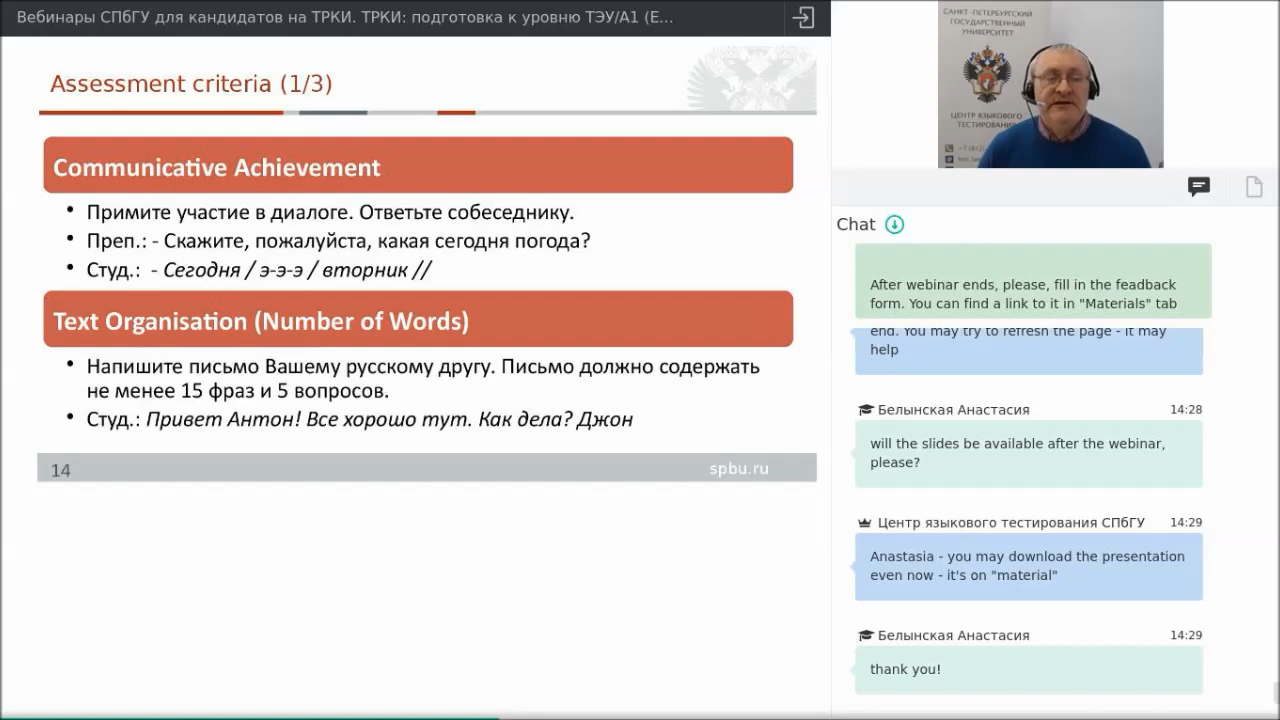 Вебинары СПбГУ для кандидатов на ТРКИ. ТРКИ: подготовка к уровню ТЭУ/А1 (Е...
Assessment criteria (1/3)
Communicative Achievement
• Примите участие в диалоге. Ответьте собеседнику.
• Преп.: - Скажите, пожалуйста, какая сегодня погода?
• Студ.: - Сегодня / э-э-э / вторник //
Text Organisation (Number of Words)
• Напишите письмо Вашему русскому другу. Письмо должно содержать
не менее 15 фраз и 5 вопросов.
• Студ.: Привет Антон! Все хорошо тут. Как дела? Джон
14
spbu.ru
САНКТ-ПЕТЕРБУРГСКИЙ
ГОСУДАРСТВЕННЫЙ
УНИВЕРСИТЕТ
ЦЕНТР ЯЗЫКОВОГО
ТЕСТИРОВАНИЯ
Chat
After webinar ends, please, fill in the feadback
form. You can find a link to it in "Materials" tab
end. You may try to refresh the page - it may
help
Белынская Анастасия 14:28
will the slides be available after the webinar,
please?
Центр языкового тестирования СПбГУ 14:29
Anastasia - you may download the presentation
even now - it's on "material"
Белынская Анастасия 14:29
thank you!